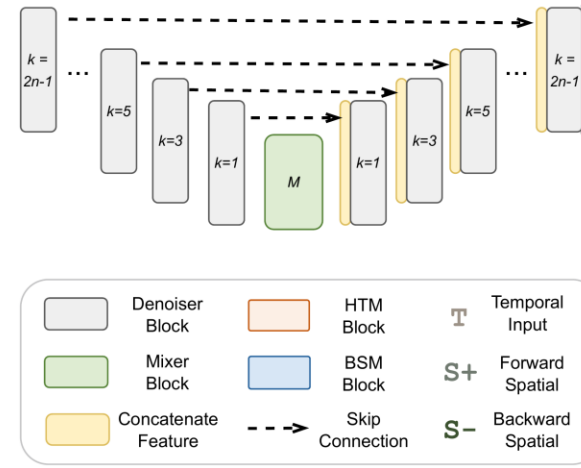 k =
2n-1
...
k=5
k=3
k=1
M
k=1
k=3
k=5
...
k =
2n-1
Denoiser
Block
HTM
Block
T
Temporal
Input
Mixer
Block
BSM
Block
S+
Forward
Spatial
Concatenate
Feature
Skip
Connection
S-
Backward
Spatial